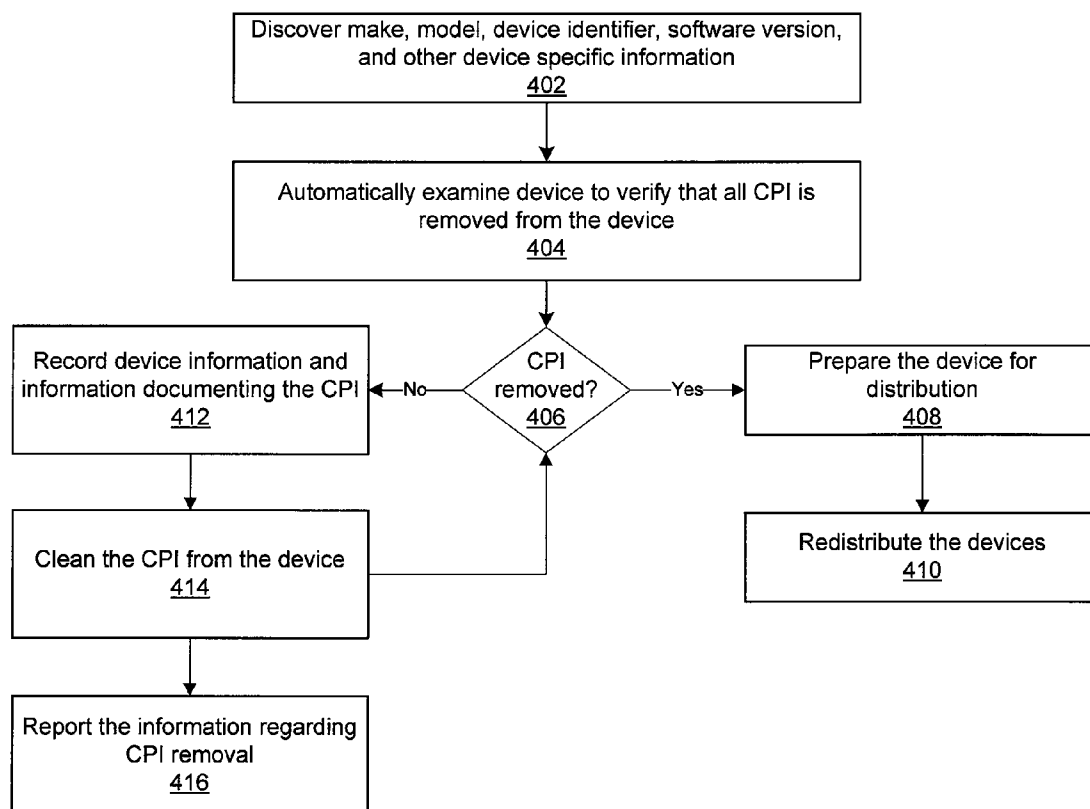 Discover make, model, device identifier, software version,
and other device specific information
402
Automatically examine device to verify that all CPI is
removed from the device
404
CPI
removed?
406
No
Yes
Record device information and
information documenting the CPI
412
Prepare the device for
distribution
408
Clean the CPI from the device
414
Redistribute the devices
410
Report the information regarding
CPI removal
416